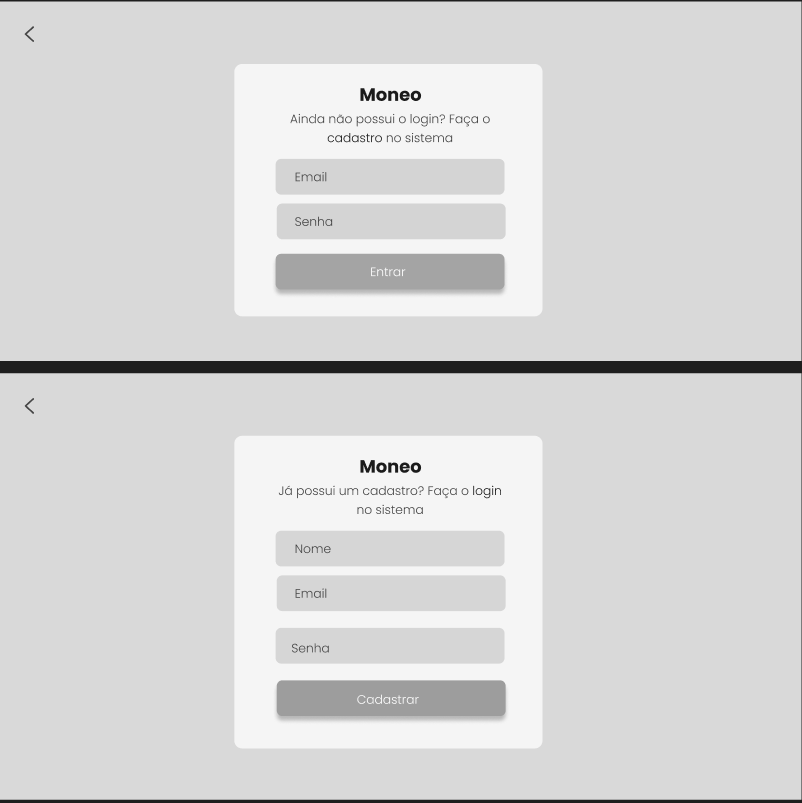 Moneo
Ainda não possui o login? Faça o
cadastro no sistema
Email
Senha
Entrar
Moneo
Já possui um cadastro? Faça o login
no sistema
Nome
Email
Senha
Cadastrar